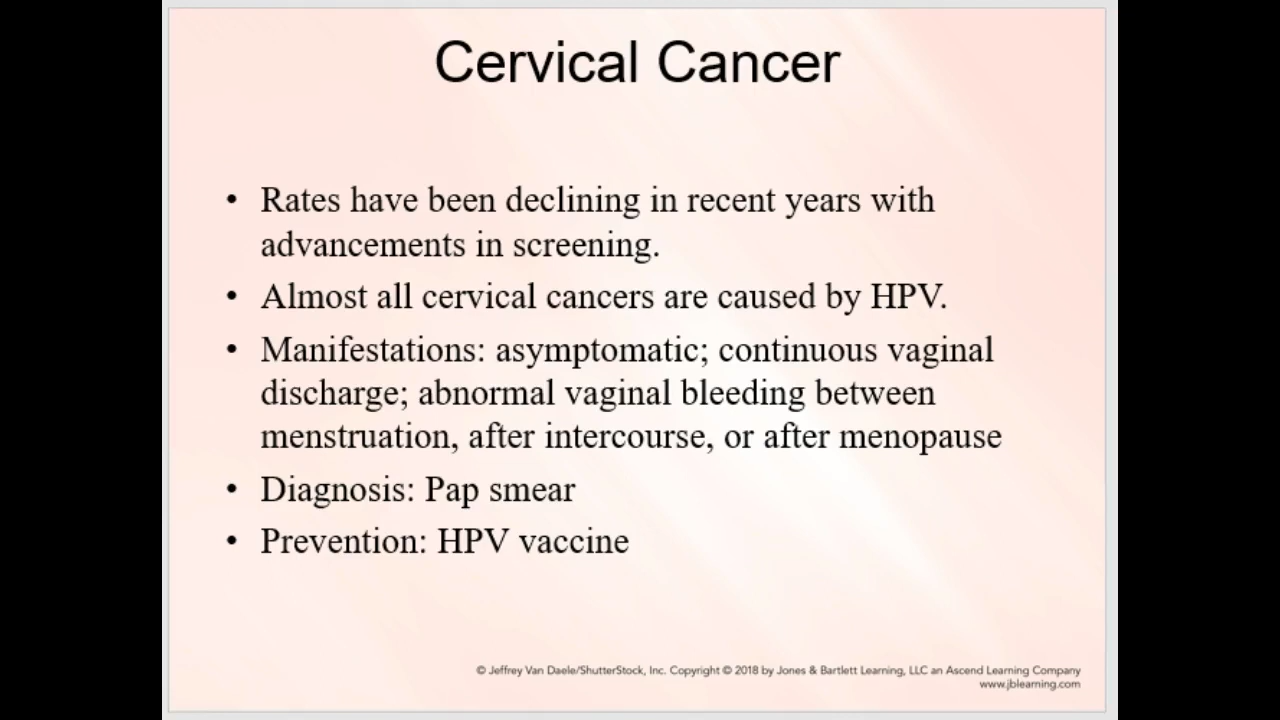 Cervical Cancer
• Rates have been declining in recent years with
advancements in screening.
• Almost all cervical cancers are caused by HPV.
• Manifestations: asymptomatic; continuous vaginal
discharge; abnormal vaginal bleeding between
menstruation, after intercourse, or after menopause
• Diagnosis: Pap smear
• Prevention: HPV vaccine
© Jeffrey Van Daele/ShutterStock, Inc. Copyright © 2018 by Jones & Bartlett Learning, LLC an Ascend Learning Company
www.jblearning.com